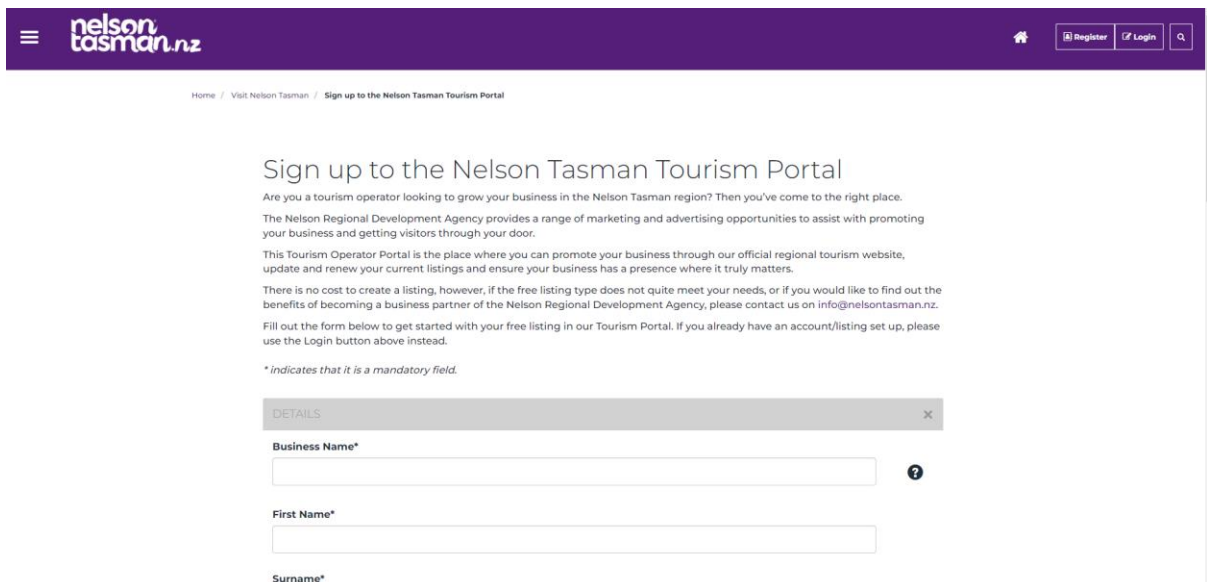 nelson
tasman.nz
Register
Login
Home / Visit Nelson Tasman / Sign up to the Nelson Tasman Tourism Portal
Sign up to the Nelson Tasman Tourism Portal
Are you a tourism operator looking to grow your business in the Nelson Tasman region? Then you've come to the right place.
The Nelson Regional Development Agency provides a range of marketing and advertising opportunities to assist with promoting
your business and getting visitors through your door.
This Tourism Operator Portal is the place where you can promote your business through our official regional tourism website,
update and renew your current listings and ensure your business has a presence where it truly matters.
There is no cost to create a listing, however, if the free listing type does not quite meet your needs, or if you would like to find out the
benefits of becoming a business partner of the Nelson Regional Development Agency, please contact us on info@nelsontasman.nz.
Fill out the form below to get started with your free listing in our Tourism Portal. If you already have an account/listing set up, please
use the Login button above instead.
* indicates that it is a mandatory field.
DETAILS
Business Name*
First Name*
Surname*